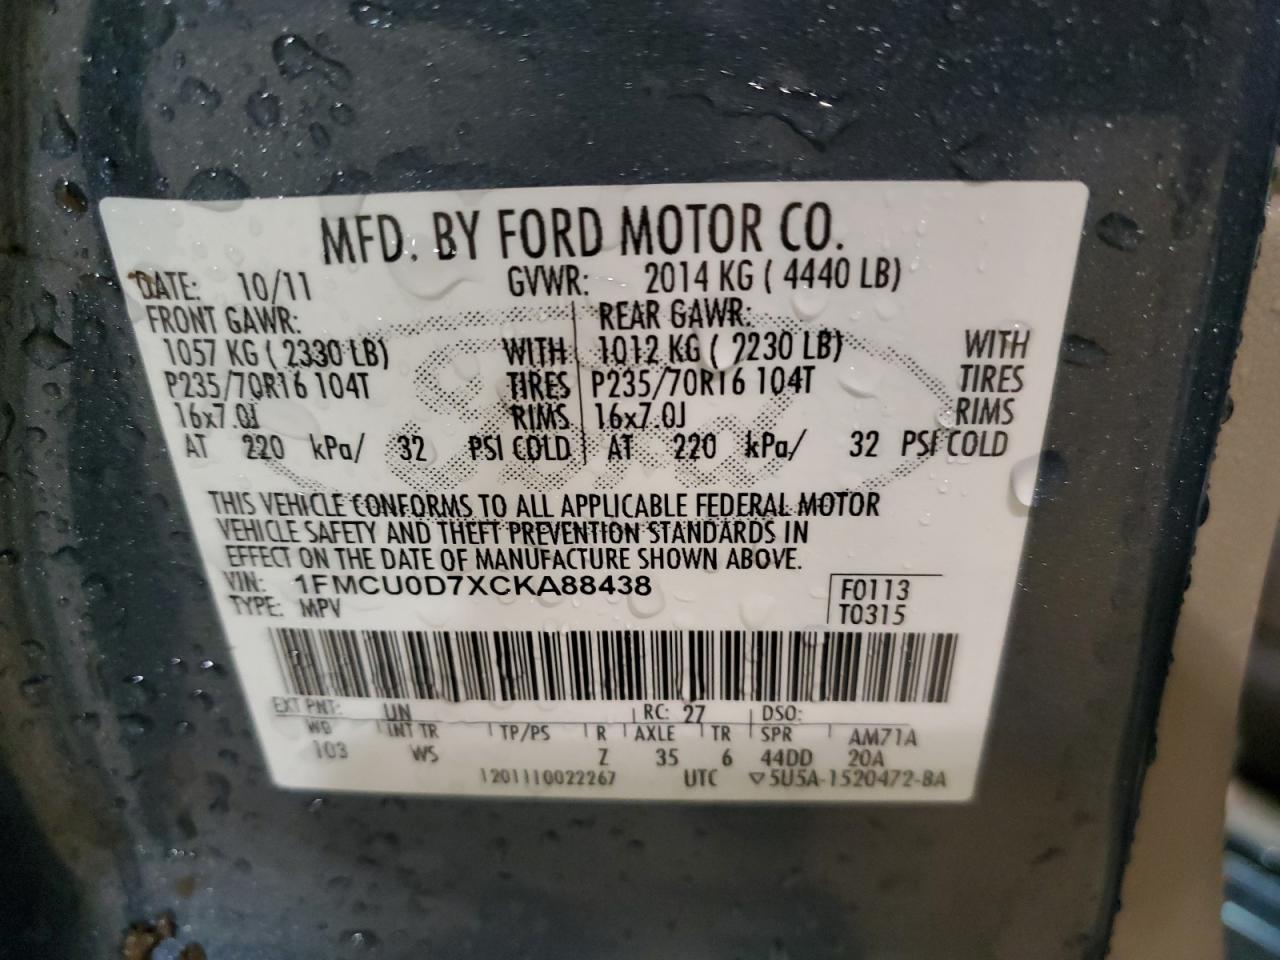 MFD. BY FORD MOTOR CO.
DATE: 10/11 GVWR: 2014 KG ( 4440 LB)
FRONT GAWR: REAR GAWR:
1057 KG ( 2330 LB) WITH 1012 KG ( 2230 LB) WITH
P235/70R16 104T TIRES P235/70R16 104T TIRES
16x7.0J RIMS 16x7.0J RIMS
AT 220 kPa/ 32 PSI COLD AT 220 kPa/ 32 PSI COLD
Ford
THIS VEHICLE CONFORMS TO ALL APPLICABLE FEDERAL MOTOR
VEHICLE SAFETY AND THEFT PREVENTION STANDARDS IN
EFFECT ON THE DATE OF MANUFACTURE SHOWN ABOVE.
VIN: 1FMCU0D7XCKA88438 F0113
TYPE: MPV T0315
EXT PNT: UN RC: 27 DSO:
WB INT TR TP/PS R AXLE TR SPR AM71A
103 WS Z 35 6 44DD 20A
1201110022267 UTC ▽5U5A-1520472-BA